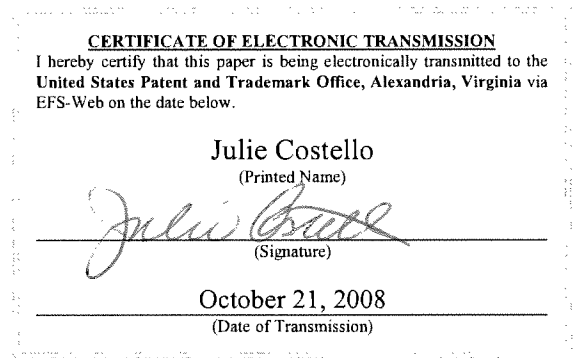 CERTIFICATE OF ELECTRONIC TRANSMISSION
I hereby certify that this paper is being electronically transmitted to the
United States Patent and Trademark Office, Alexandria, Virginia via
EFS-Web on the date below.
Julie Costello
(Printed Name)
Julie Costello
(Signature)
October 21, 2008
(Date of Transmission)